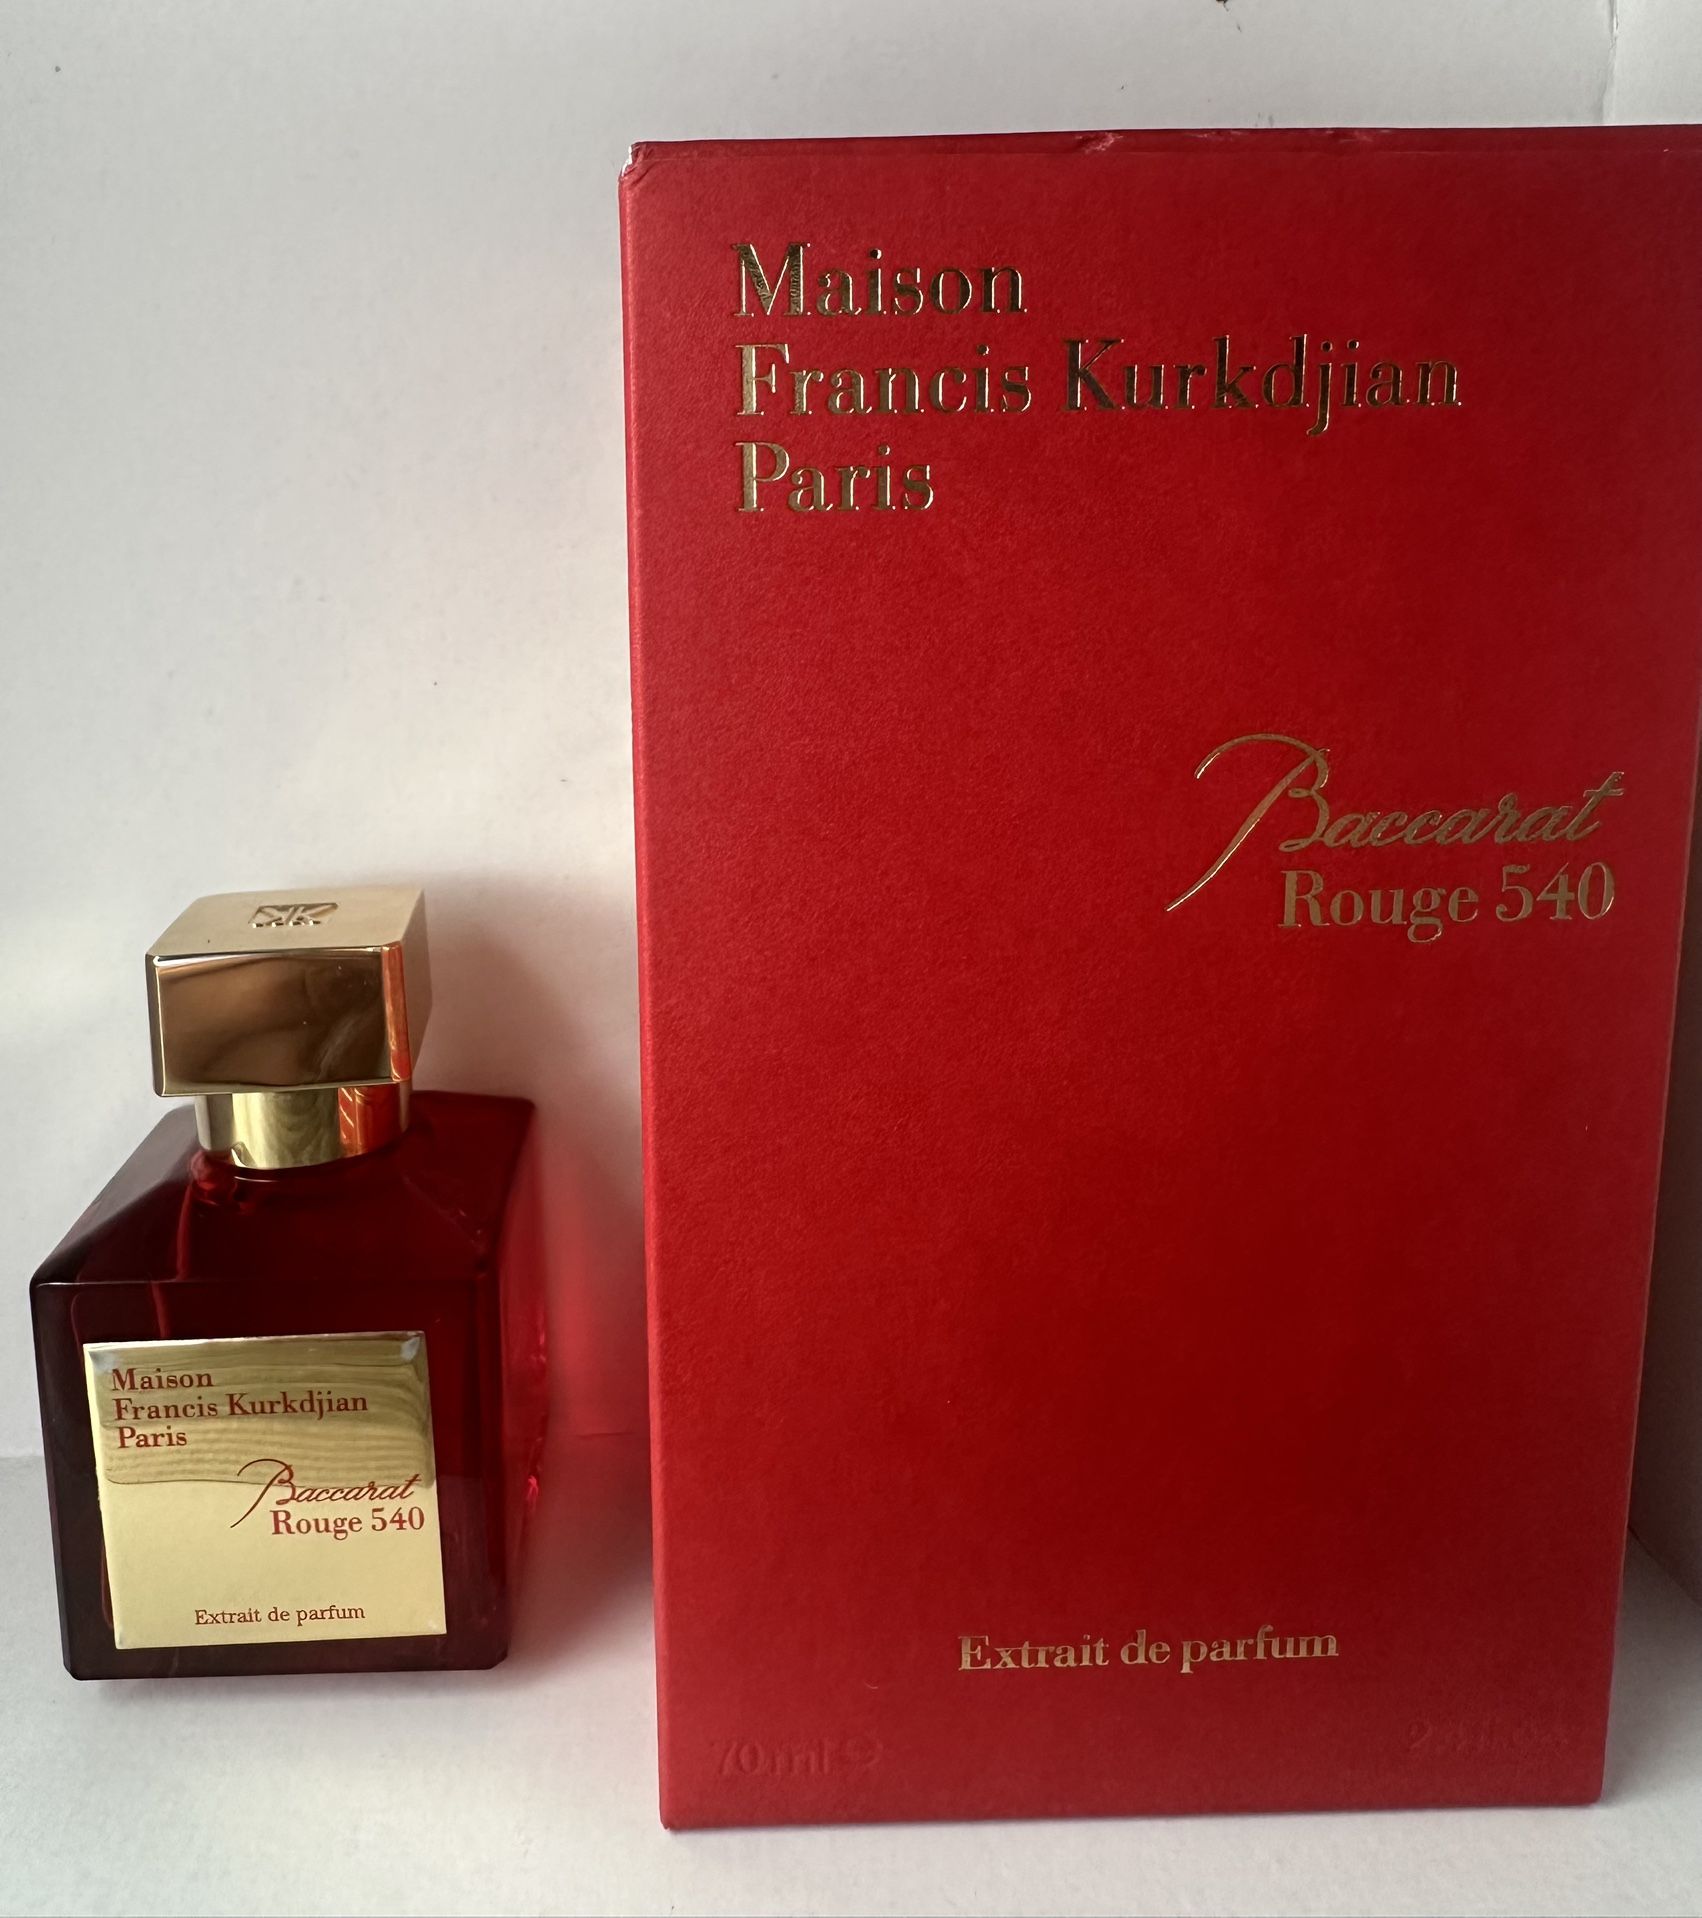 Maison
Francis Kurkdjian
Paris
Baccarat
Rouge 540
Extrait de parfum
70 ml e
Maison
Francis Kurkdjian
Paris
Baccarat
Rouge 540
Extrait de parfum